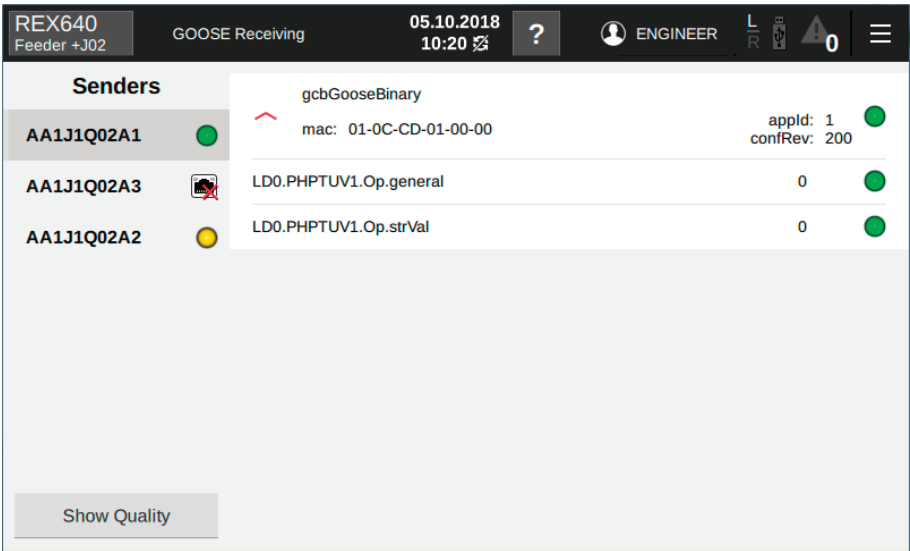 REX640
Feeder +J02
GOOSE Receiving
05.10.2018
10:20
?
ENGINEER
L
R
0
Senders
AA1J1Q02A1
AA1J1Q02A3
AA1J1Q02A2
gcbGooseBinary
mac: 01-0C-CD-01-00-00
appId: 1
confRev: 200
LD0.PHPTUV1.Op.general 0
LD0.PHPTUV1.Op.strVal 0
Show Quality